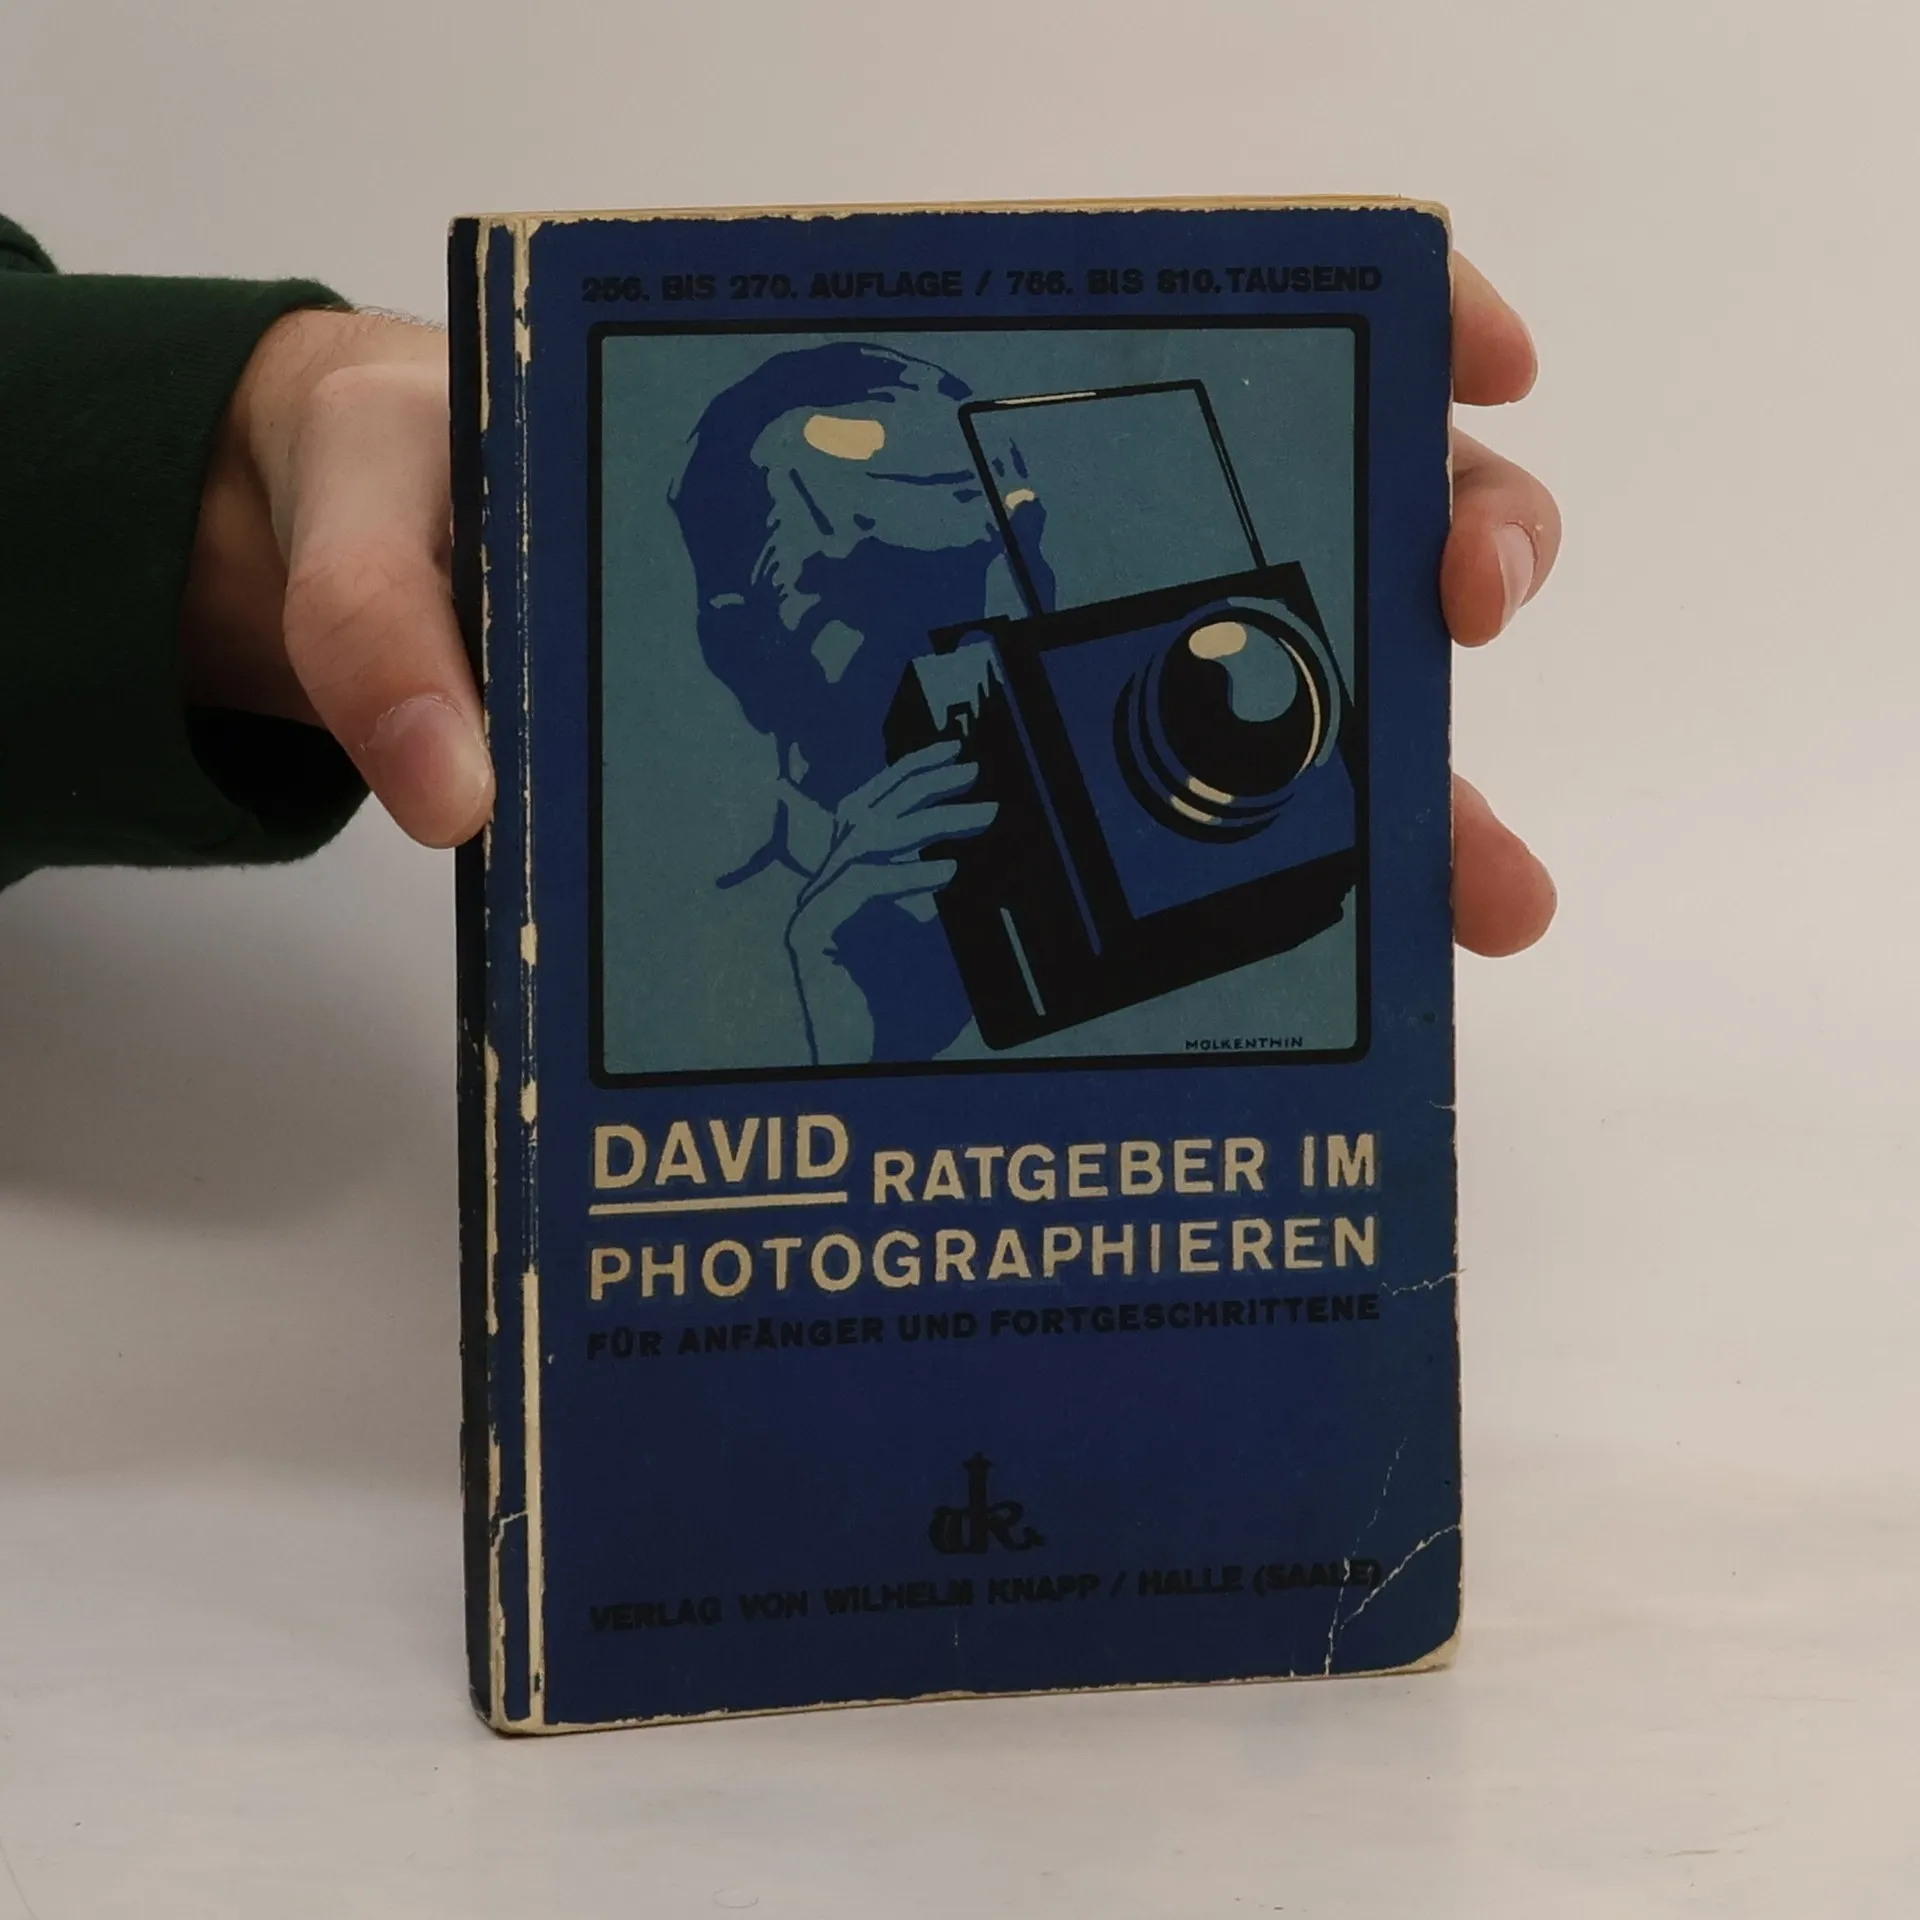 256. BIS 270. AUFLAGE / 766. BIS 810. TAUSEND
MOLKENTHIN
DAVID RATGEBER IM
PHOTOGRAPHIEREN
FÜR ANFÄNGER UND FORTGESCHRITTENE
wk
VERLAG VON WILHELM KNAPP / HALLE (SAALE)